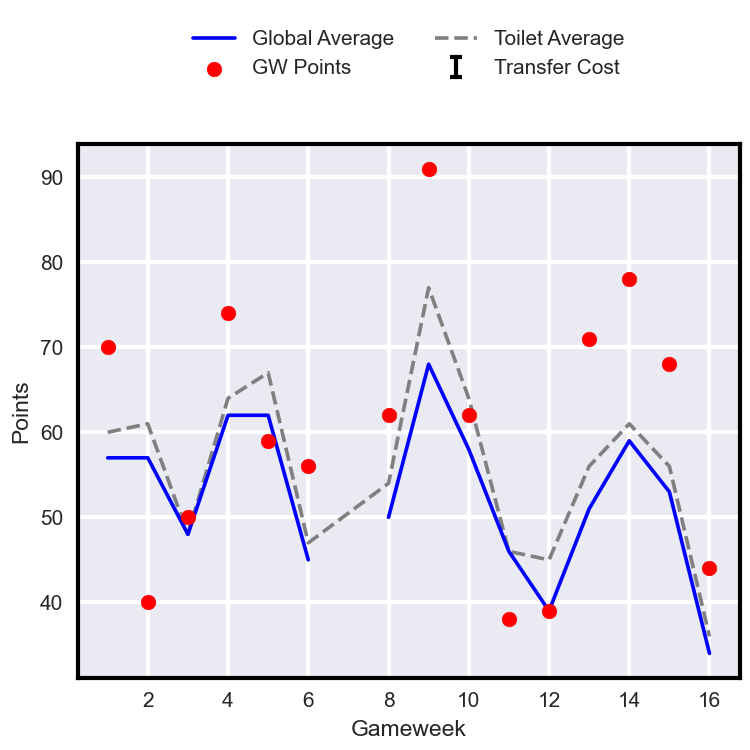 Global Average
Toilet Average
GW Points
Transfer Cost
90
80
70
60
50
40
Points
2 4 6 8 10 12 14 16
Gameweek